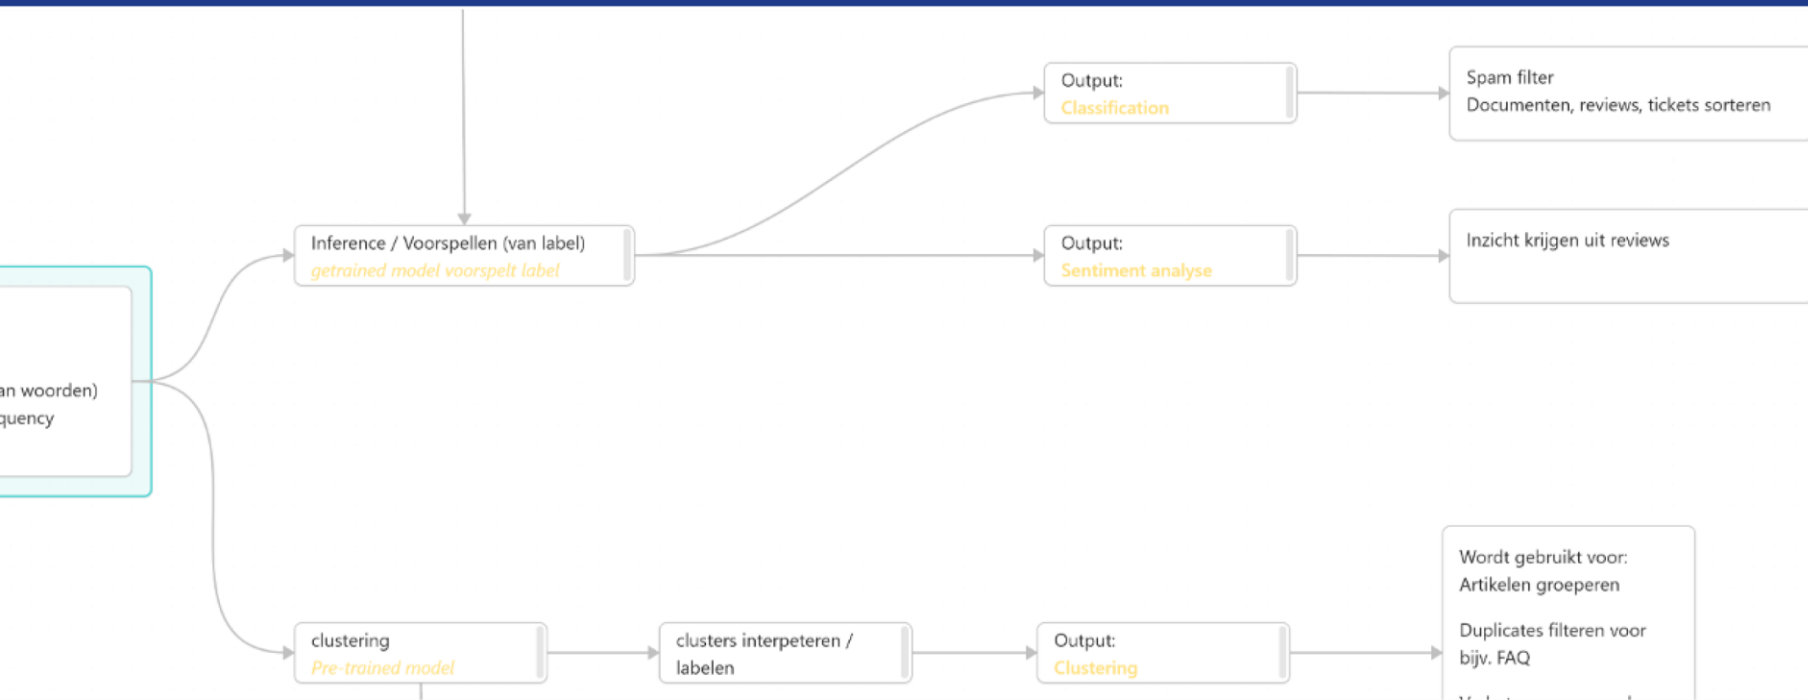 Output:
Classification
Spam filter
Documenten, reviews, tickets sorteren
Inference / Voorspellen (van label)
getrained model voorspelt label
Output:
Sentiment analyse
Inzicht krijgen uit reviews
an woorden)
quency
clustering
Pre-trained model
clusters interpeteren /
labelen
Output:
Clustering
Wordt gebruikt voor:
Artikelen groeperen
Duplicates filteren voor
bijv. FAQ